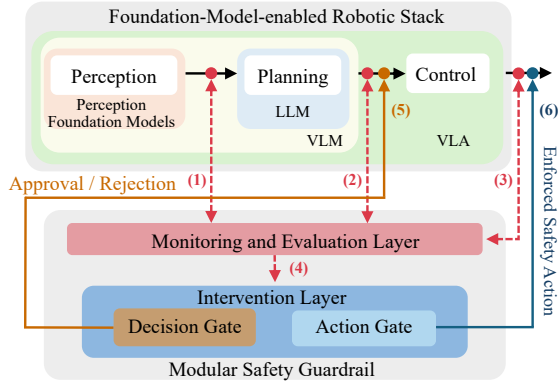 Foundation-Model-enabled Robotic Stack
Perception
Planning
Control
Perception
Foundation Models
LLM
VLM
VLA
(5)
(6)
Approval / Rejection
(1)
(2)
(3)
Enforced Safety
Action
Monitoring and Evaluation Layer
(4)
Intervention Layer
Decision Gate
Action Gate
Modular Safety Guardrail